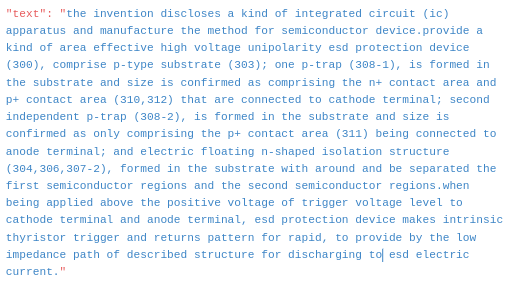 "text": "the invention discloses a kind of integrated circuit (ic)
apparatus and manufacture the method for semiconductor device.provide a
kind of area effective high voltage unipolarity esd protection device
(300), comprise p-type substrate (303); one p-trap (308-1), is formed in
the substrate and size is confirmed as comprising the n+ contact area and
p+ contact area (310,312) that are connected to cathode terminal; second
independent p-trap (308-2), is formed in the substrate and size is
confirmed as only comprising the p+ contact area (311) being connected to
anode terminal; and electric floating n-shaped isolation structure
(304,306,307-2), formed in the substrate with around and be separated the
first semiconductor regions and the second semiconductor regions.when
being applied above the positive voltage of trigger voltage level to
cathode terminal and anode terminal, esd protection device makes intrinsic
thyristor trigger and returns pattern for rapid, to provide by the low
impedance path of described structure for discharging to esd electric
current."